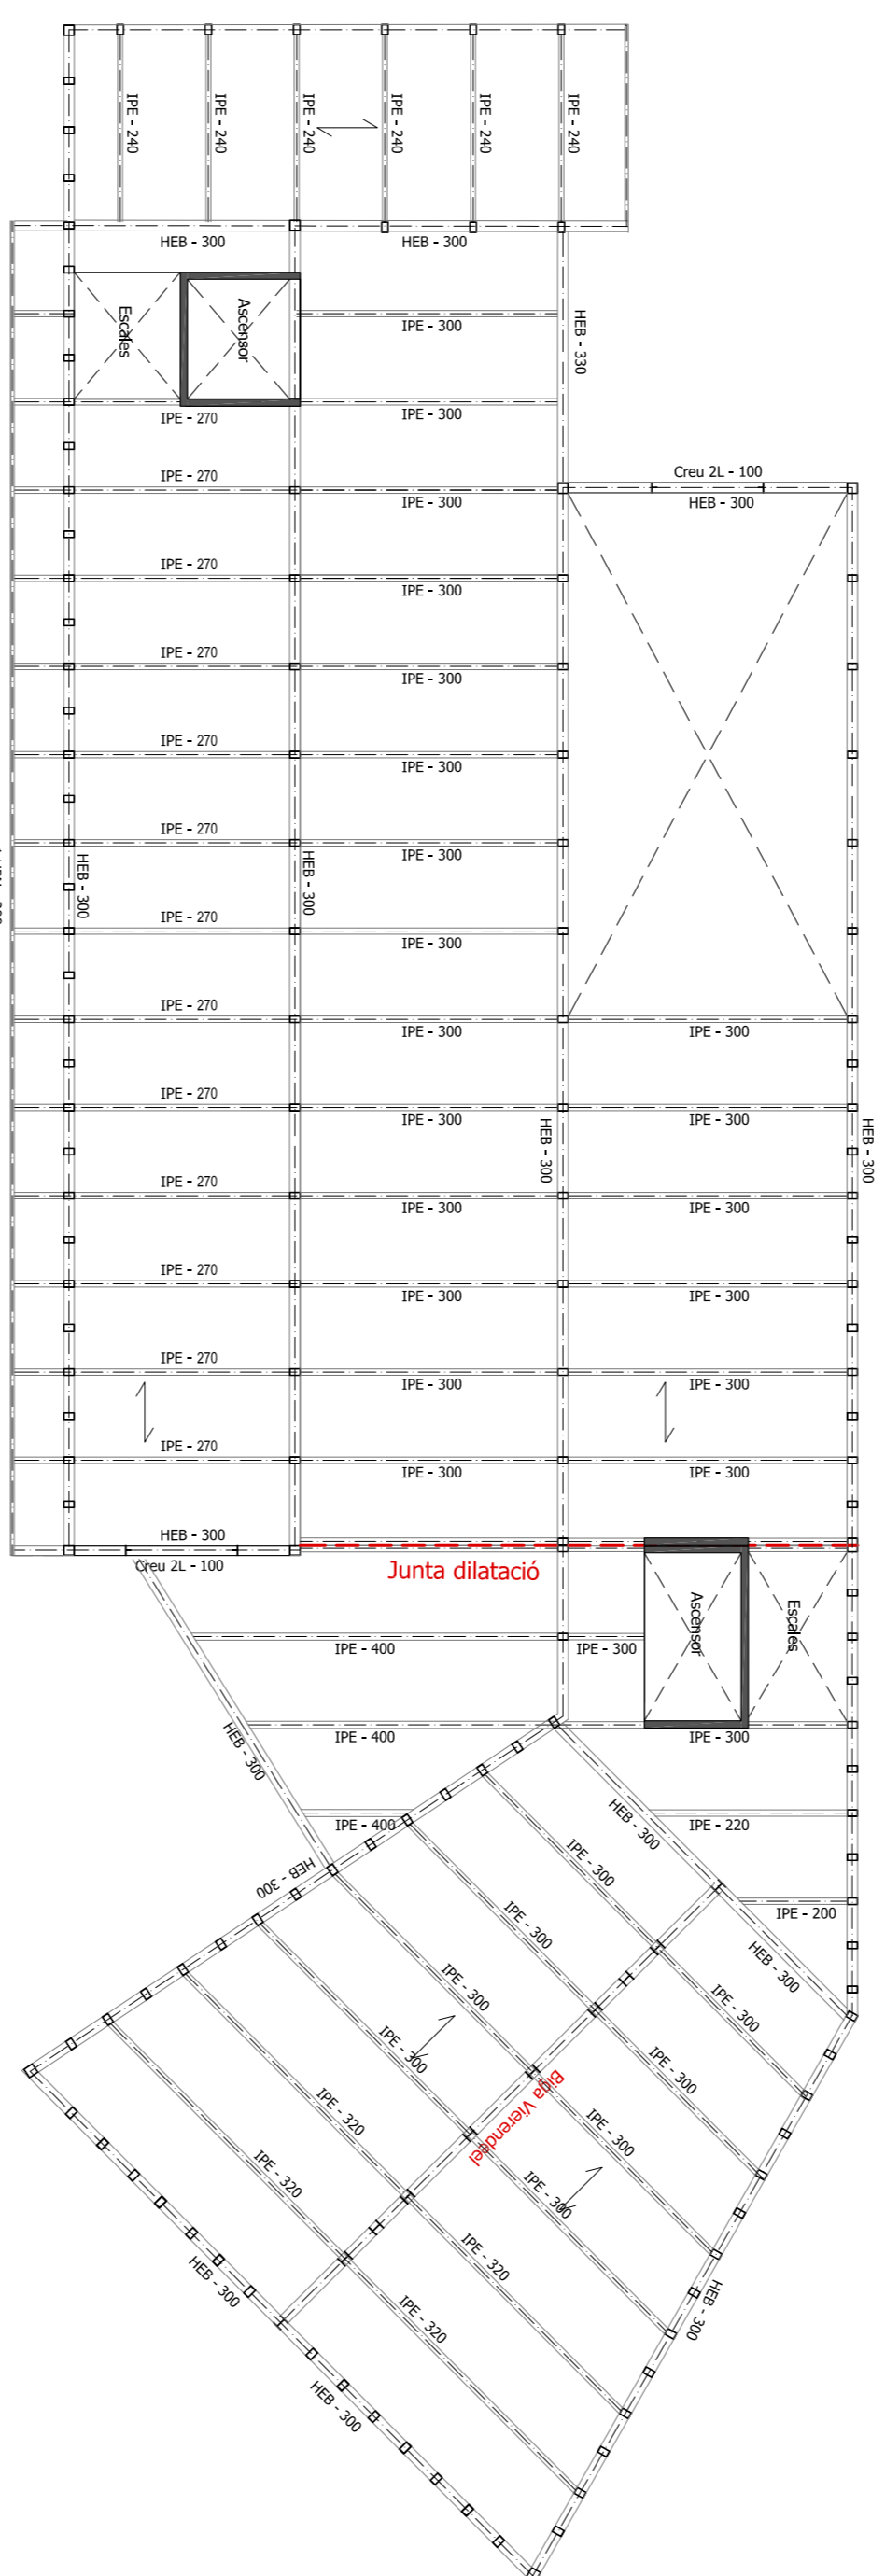 IPE - 240
IPE - 240
IPE - 240
IPE - 240
IPE - 240
IPE - 240
HEB - 300
HEB - 300
Escales
Ascensor
IPE - 300
HEB - 330
IPE - 270
IPE - 300
Creu 2L - 100
IPE - 270
IPE - 300
HEB - 300
IPE - 270
IPE - 300
IPE - 270
IPE - 300
IPE - 270
IPE - 300
IPE - 270
IPE - 300
HEB - 300
HEB - 300
IPE - 270
IPE - 300
IPE - 270
IPE - 300
IPE - 300
IPE - 270
IPE - 300
IPE - 300
HEB - 300
HEB - 300
IPE - 270
IPE - 300
IPE - 300
IPE - 270
IPE - 300
IPE - 300
IPE - 270
IPE - 300
IPE - 300
IPE - 270
IPE - 300
IPE - 300
HEB - 300
Creu 2L - 100
Junta dilatació
Ascensor
Escales
IPE - 400
IPE - 300
HEB - 300
IPE - 400
IPE - 300
IPE - 400
HEB - 300
IPE - 220
HEB - 300
IPE - 300
IPE - 200
IPE - 300
HEB - 300
IPE - 300
IPE - 300
IPE - 300
IPE - 300
Biga Vierendeel
IPE - 320
IPE - 300
IPE - 320
IPE - 300
HEB - 300
IPE - 320
HEB - 300
IPE - 320
HEB - 300